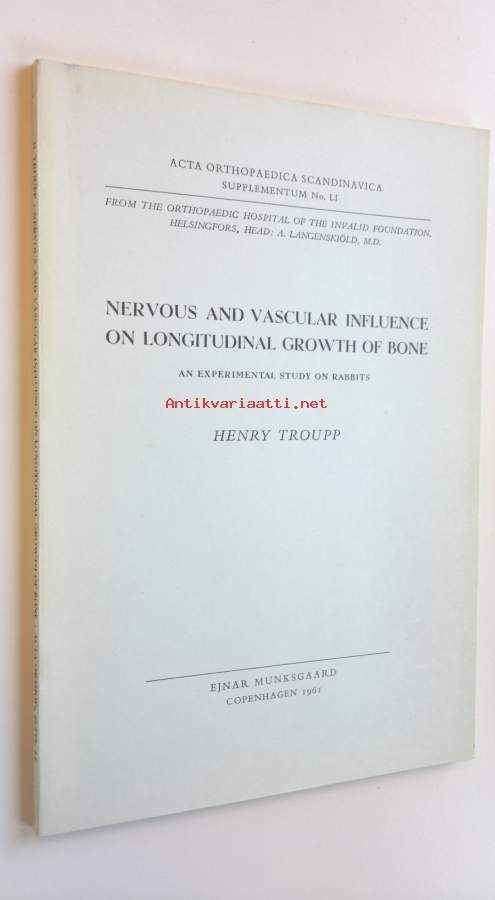 ACTA ORTHOPAEDICA SCANDINAVICA
SUPPLEMENTUM No. LI
FROM THE ORTHOPAEDIC HOSPITAL OF THE INVALID FOUNDATION,
HELSINGFORS, HEAD: A. LANGENSKIÖLD, M.D.
NERVOUS AND VASCULAR INFLUENCE
ON LONGITUDINAL GROWTH OF BONE
AN EXPERIMENTAL STUDY ON RABBITS
Antikvariaatti.net
HENRY TROUPP
EJNAR MUNKSGAARD
COPENHAGEN 1961